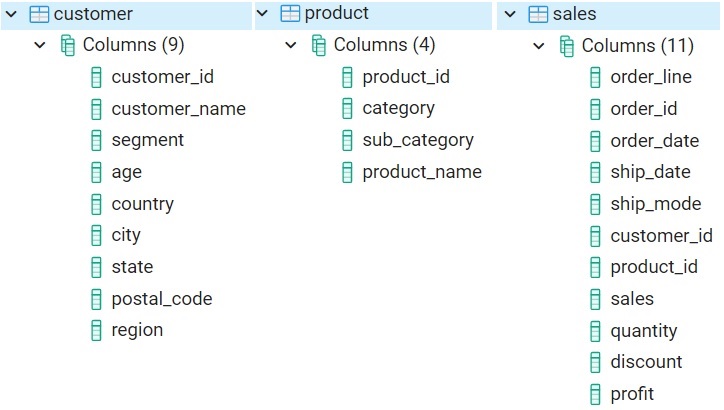 customer
Columns (9)
customer_id
customer_name
segment
age
country
city
state
postal_code
region
product
Columns (4)
product_id
category
sub_category
product_name
sales
Columns (11)
order_line
order_id
order_date
ship_date
ship_mode
customer_id
product_id
sales
quantity
discount
profit